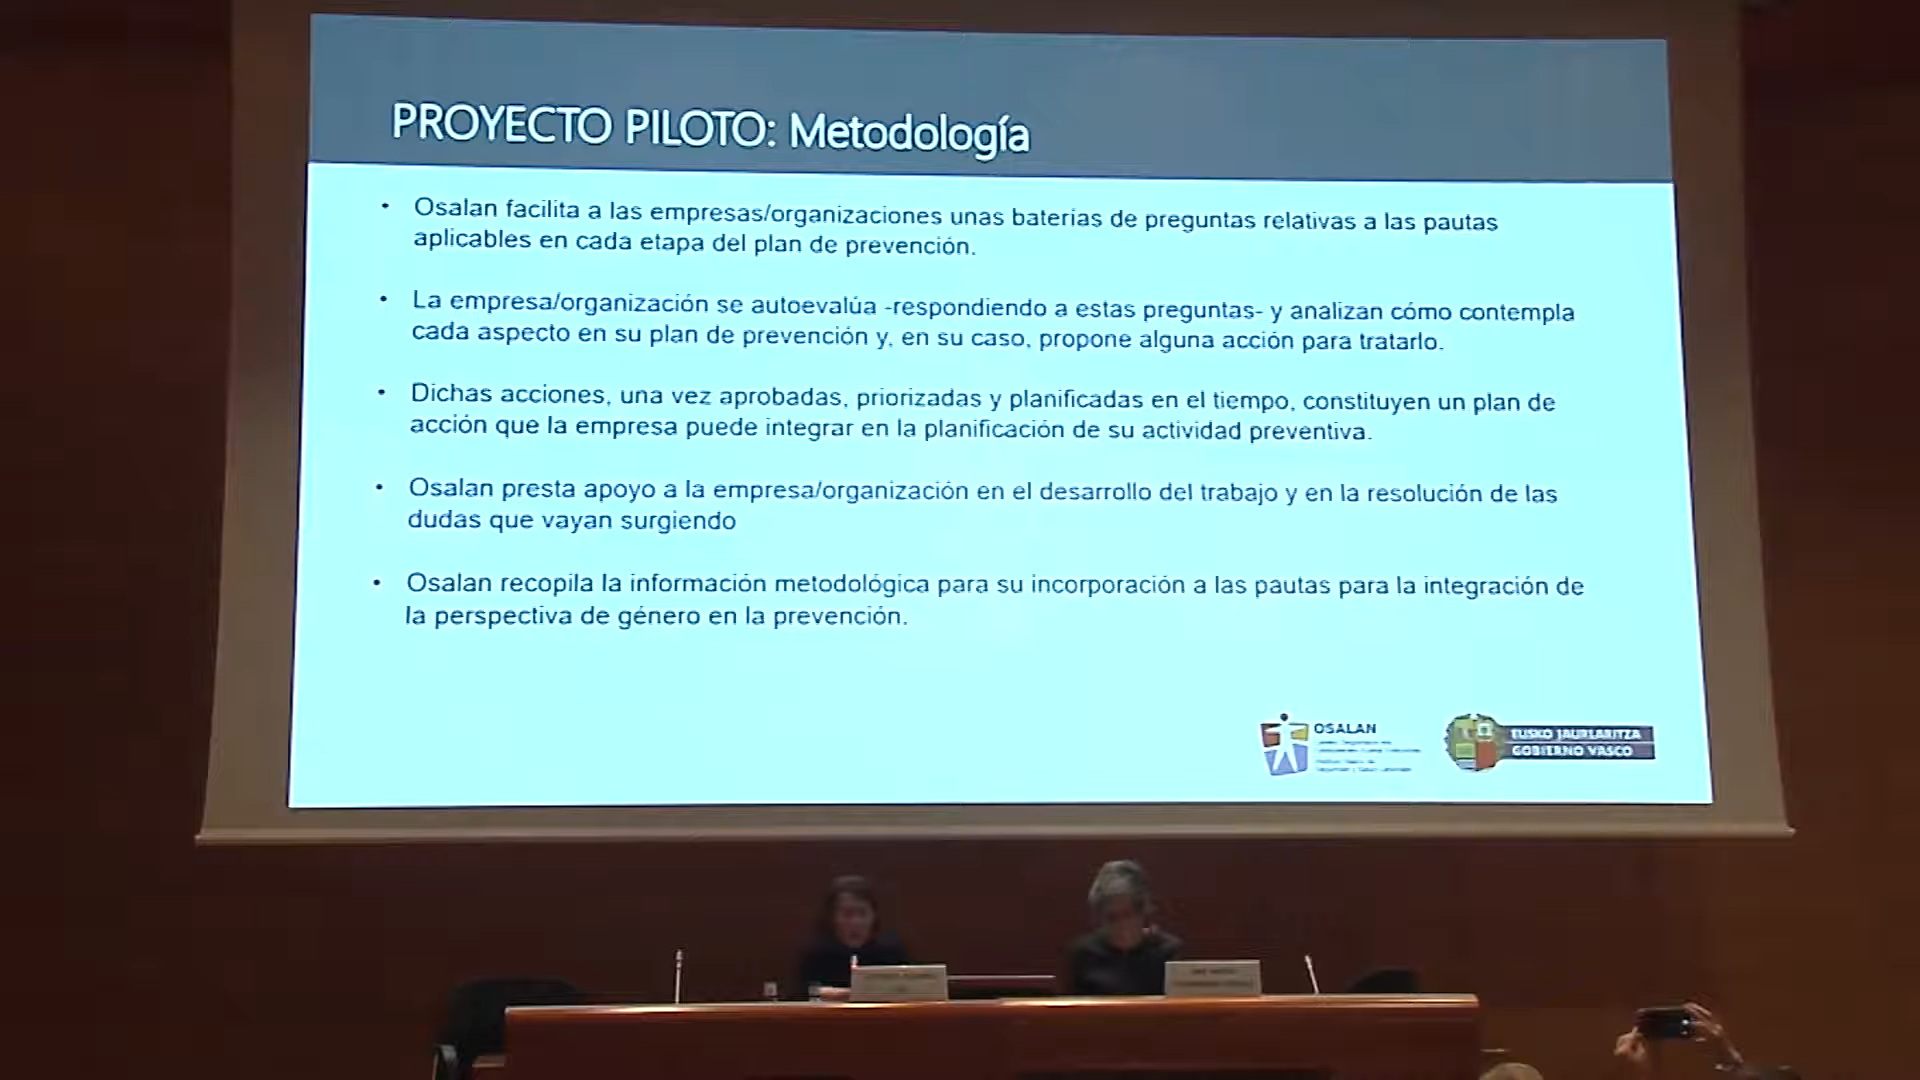 PROYECTO PILOTO: Metodología
• Osalan facilita a las empresas/organizaciones unas baterías de preguntas relativas a las pautas
aplicables en cada etapa del plan de prevención.
• La empresa/organización se autoevalúa -respondiendo a estas preguntas- y analizan cómo contempla
cada aspecto en su plan de prevención y, en su caso, propone alguna acción para tratarlo.
• Dichas acciones, una vez aprobadas, priorizadas y planificadas en el tiempo, constituyen un plan de
acción que la empresa puede integrar en la planificación de su actividad preventiva.
• Osalan presta apoyo a la empresa/organización en el desarrollo del trabajo y en la resolución de las
dudas que vayan surgiendo
• Osalan recopila la información metodológica para su incorporación a las pautas para la integración de
la perspectiva de género en la prevención.
OSALAN
EUSKO JAURLARITZA
GOBIERNO VASCO